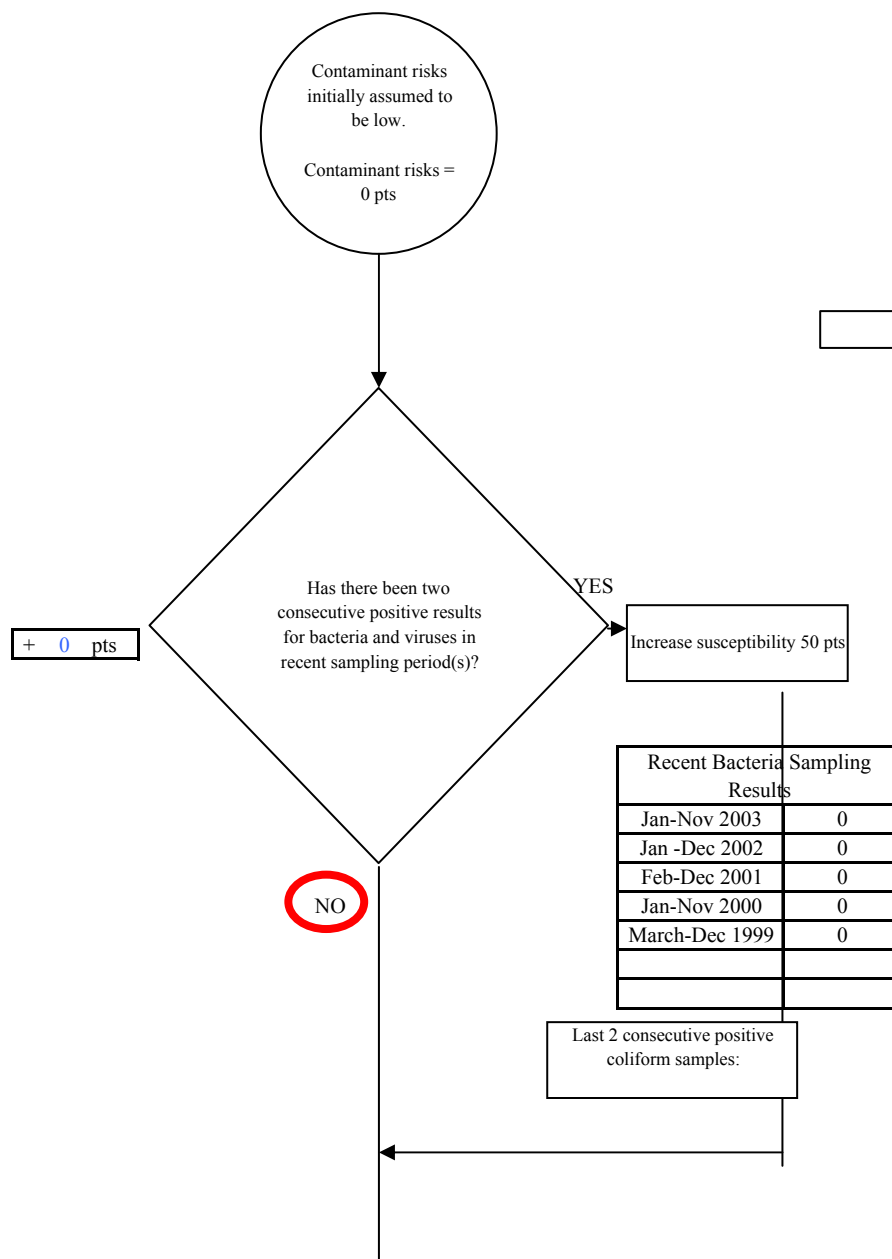 Contaminant risks
initially assumed to
be low.
Contaminant risks =
0 pts
Has there been two
consecutive positive results
for bacteria and viruses in
recent sampling period(s)?
YES
Increase susceptibility 50 pts
+ 0 pts
Recent Bacteria Sampling
Results
Jan-Nov 2003 0
Jan -Dec 2002 0
Feb-Dec 2001 0
Jan-Nov 2000 0
March-Dec 1999 0
NO
Last 2 consecutive positive
coliform samples: